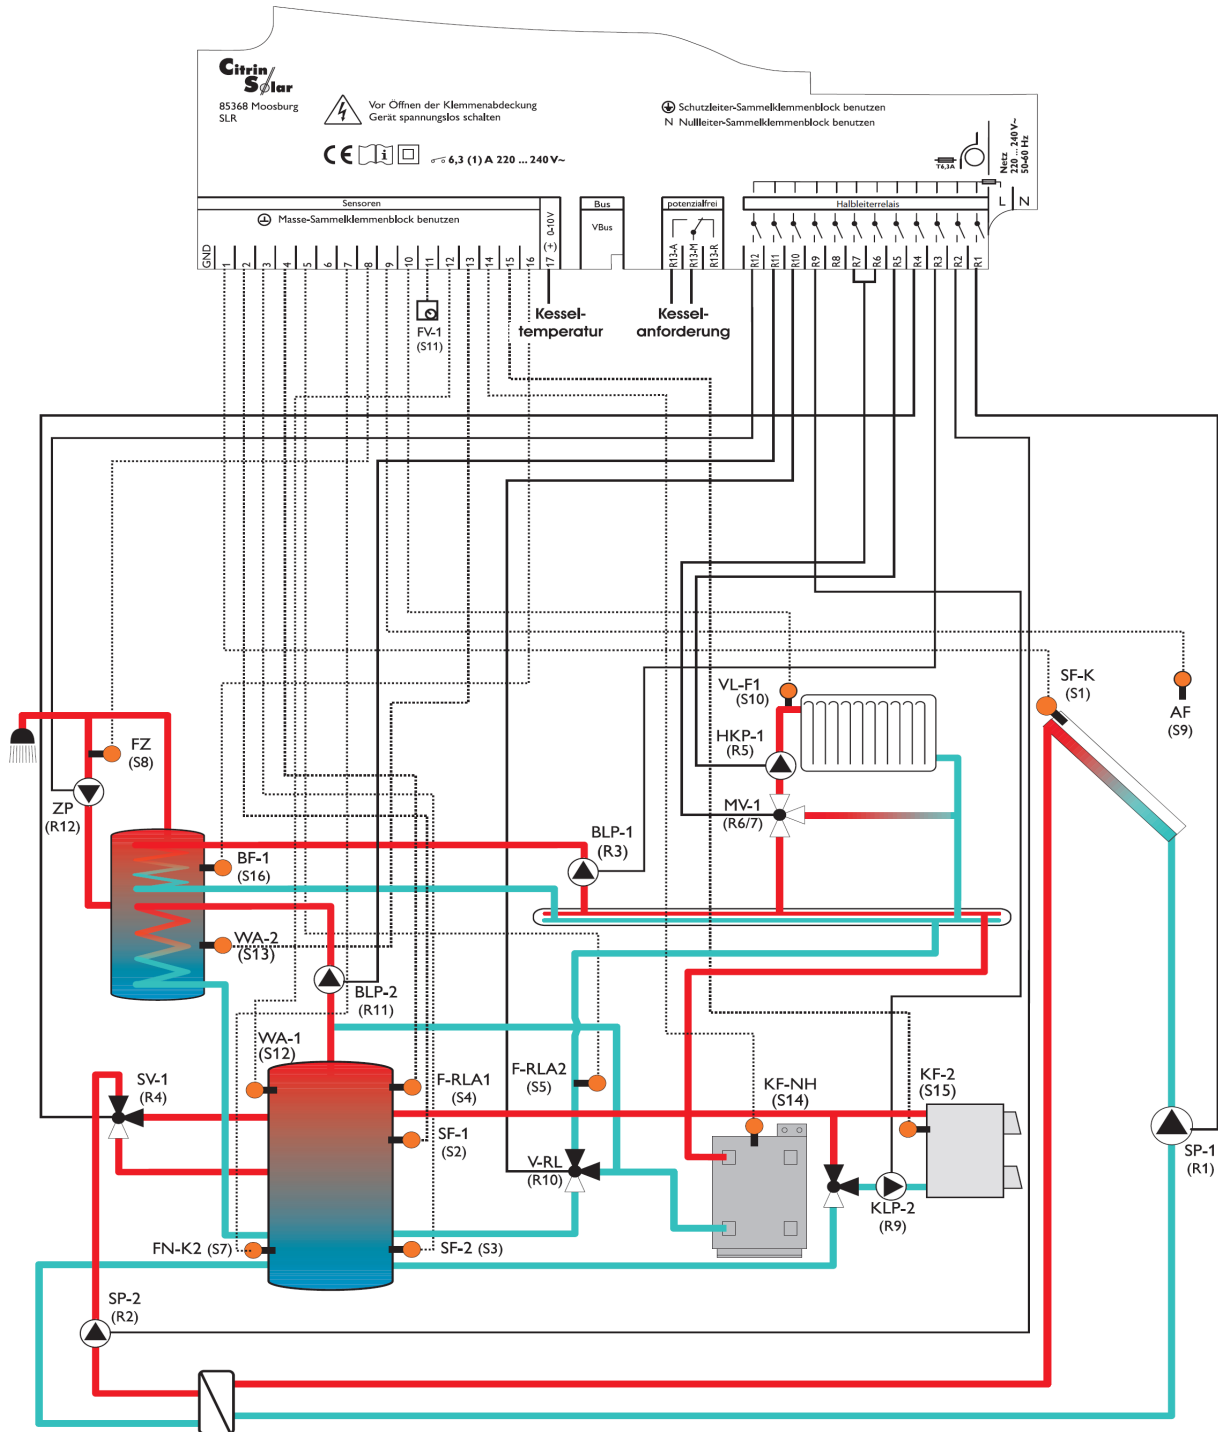 Citrin
Solar
85368 Moosburg
SLR
Vor Öffnen der Klemmenabdeckung
Gerät spannungslos schalten
CE i 6,3 (1) A 220 ... 240 V~
Schutzleiter-Sammelklemmenblock benutzen
N Nullleiter-Sammelklemmenblock benutzen
T6,3A
Netz
220 ... 240 V~
50-60 Hz
L N
Sensoren
Masse-Sammelklemmenblock benutzen
0-10V
(+)
Bus
VBus
potenzialfrei
Halbleiterrelais
GND 1 2 3 4 5 6 7 8 9 10 11 12 13 14 15 16 17
R13-A R13-M R13-R
R12 R11 R10 R9 R8 R7 R6 R5 R4 R3 R2 R1
FV-1
(S11)
Kessel-
temperatur
Kessel-
anforderung
SF-K
(S1)
AF
(S9)
VL-F1
(S10)
HKP-1
(R5)
MV-1
(R6/7)
FZ
(S8)
ZP
(R12)
BLP-1
(R3)
BF-1
(S16)
WA-2
(S13)
BLP-2
(R11)
WA-1
(S12)
F-RLA1
(S4)
F-RLA2
(S5)
SV-1
(R4)
KF-NH
(S14)
KF-2
(S15)
SF-1
(S2)
V-RL
(R10)
SP-1
(R1)
KLP-2
(R9)
FN-K2 (S7)
SF-2 (S3)
SP-2
(R2)